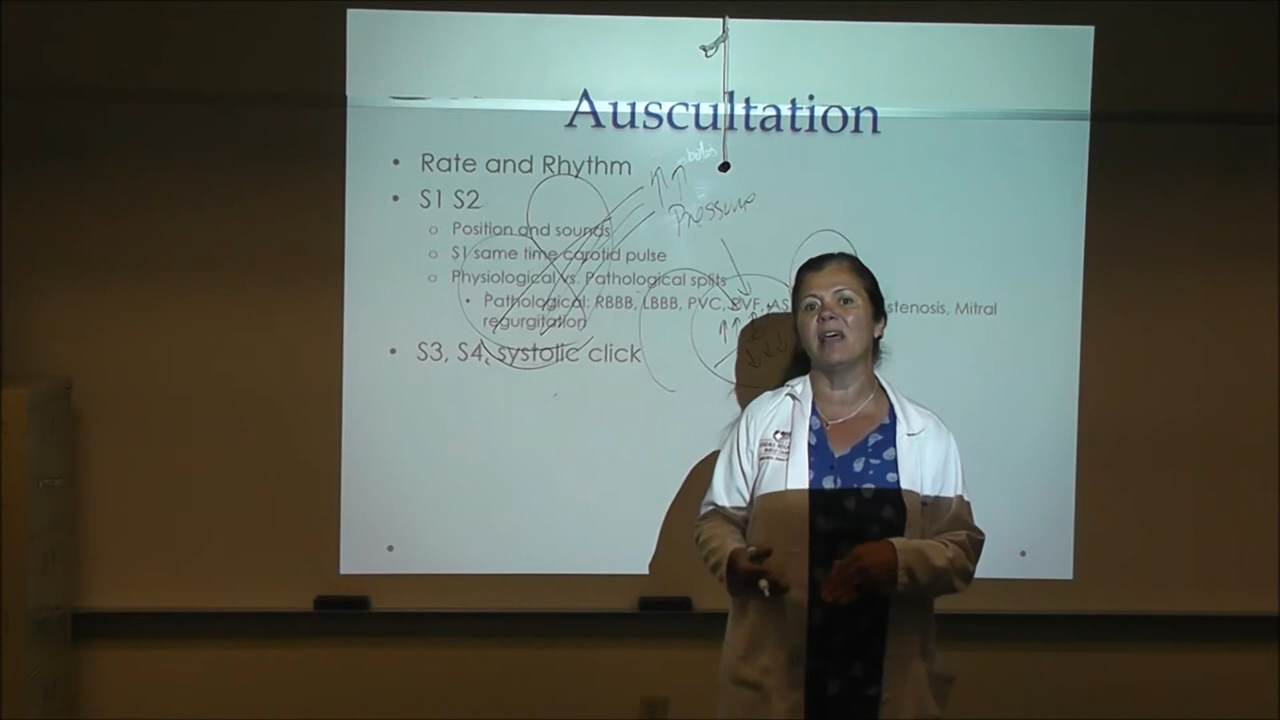 Auscultation
• Rate and Rhythm
• S1 S2
o Position and sounds
o S1 same time carotid pulse
o Physiological vs. Pathological splits
• Pathological: RBBB, LBBB, PVC, AS stenosis, Mitral
regurgitation
• S3, S4, systolic click
Pressure